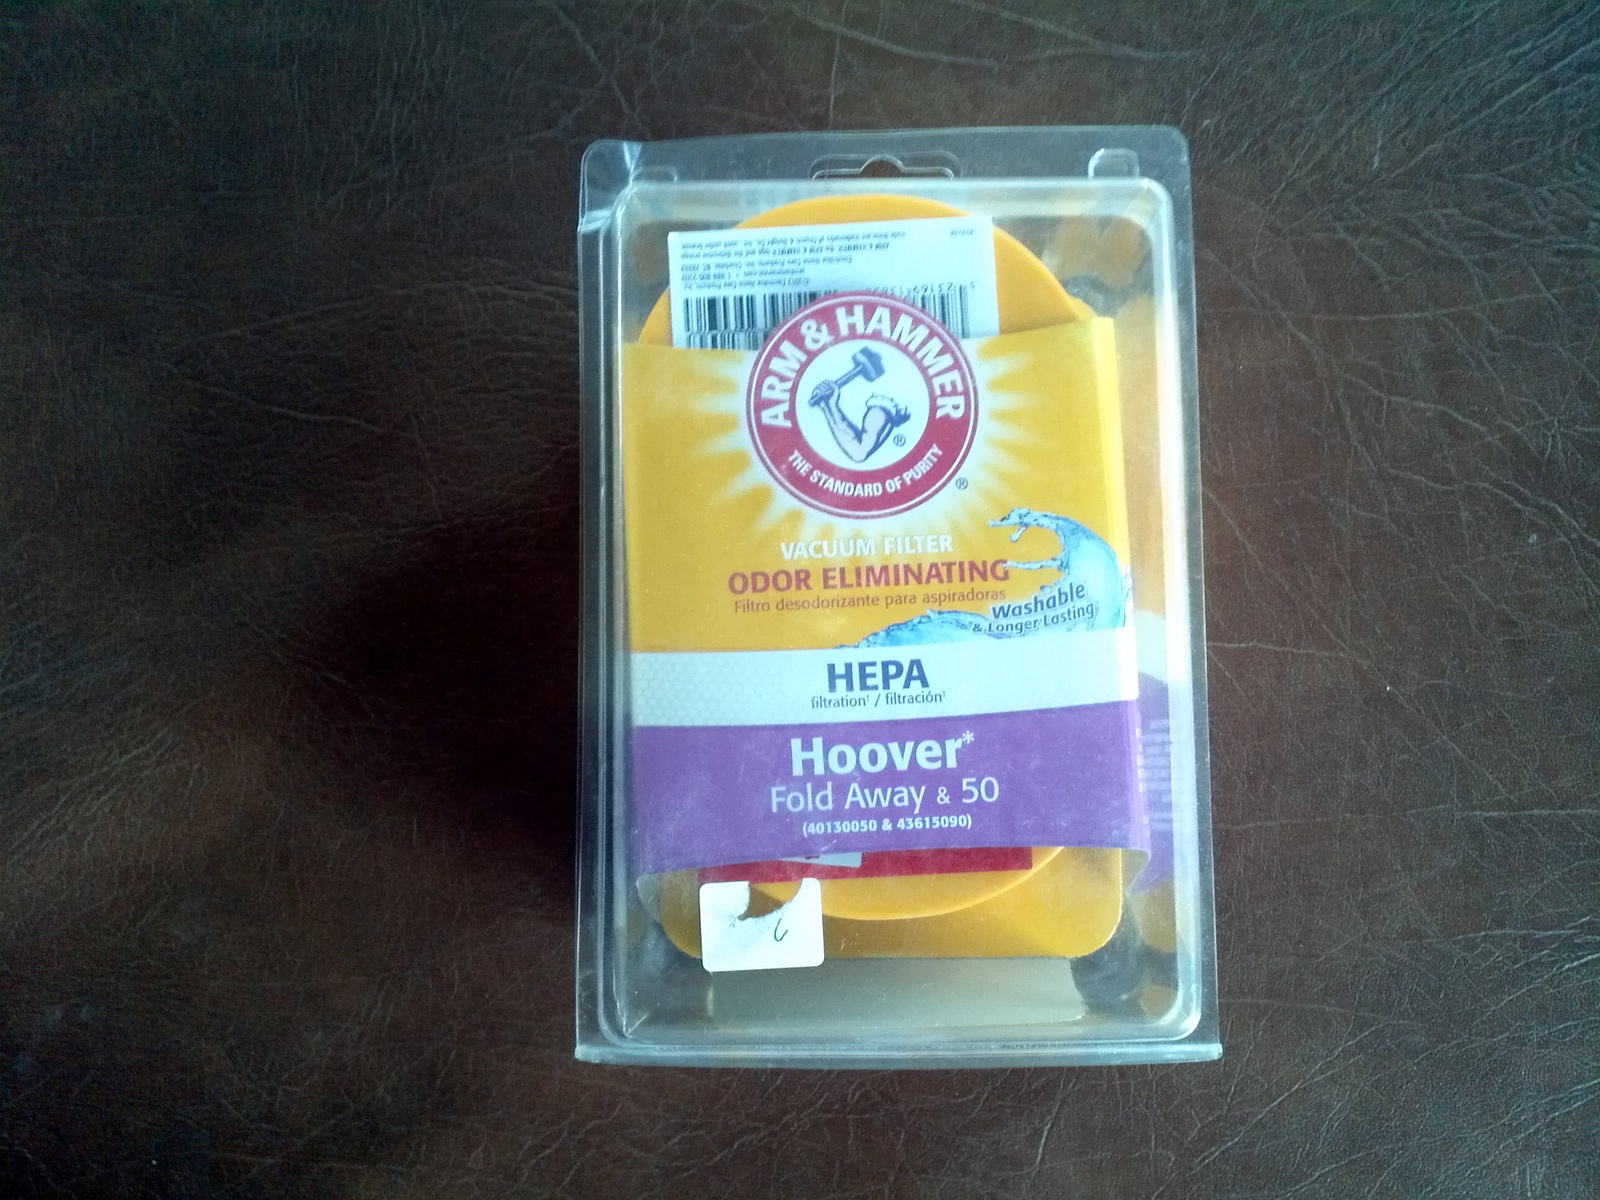 ARM & HAMMER
THE STANDARD OF PURITY
®
®
VACUUM FILTER
ODOR ELIMINATING
Filtro desodorizante para aspiradoras
Washable
& Longer Lasting
HEPA
filtration† / filtración†
Hoover*
Fold Away & 50
(40130050 & 43615090)